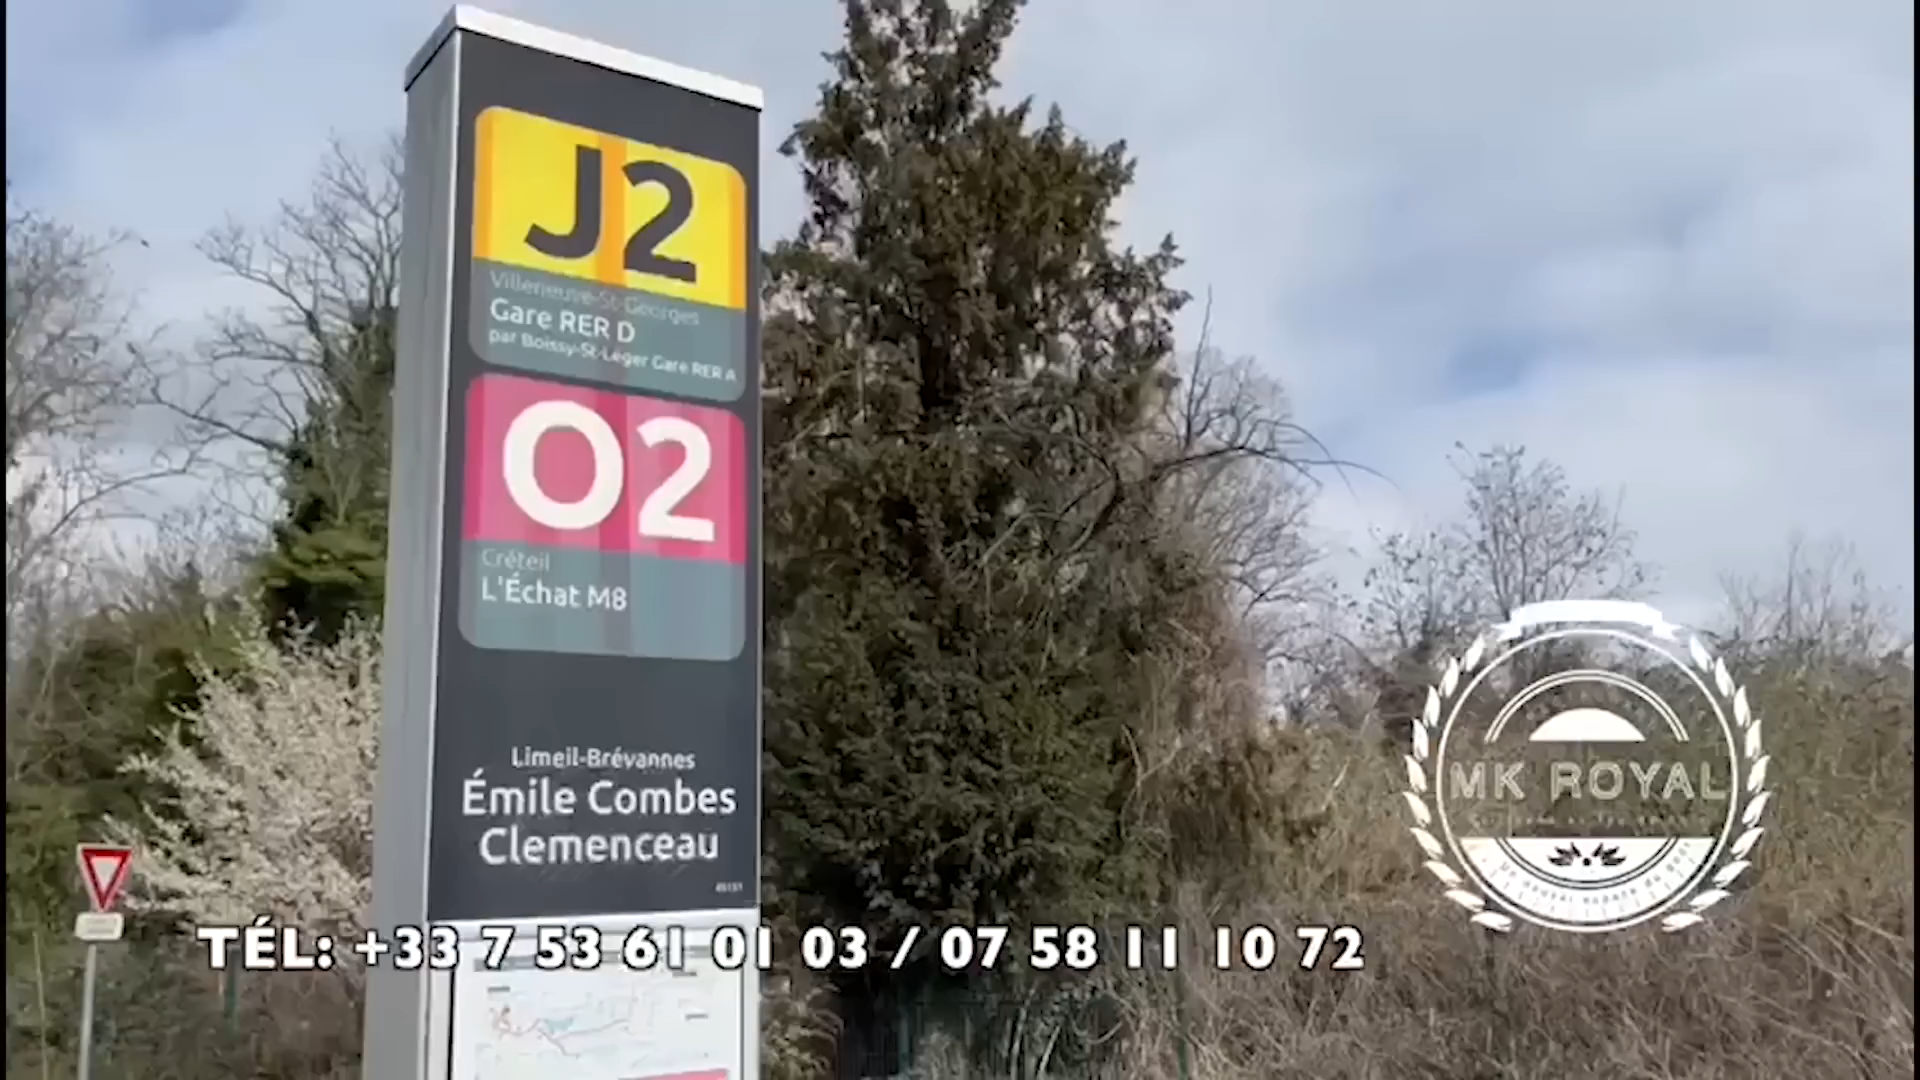 J2
Villeneuve-St-Georges
Gare RER D
par Boissy-St-Léger Gare RER A
O2
Créteil
L'Échat M8
Limeil-Brévannes
Émile Combes
Clemenceau
MK ROYAL
TÉL: +33 7 53 61 01 03 / 07 58 11 10 72